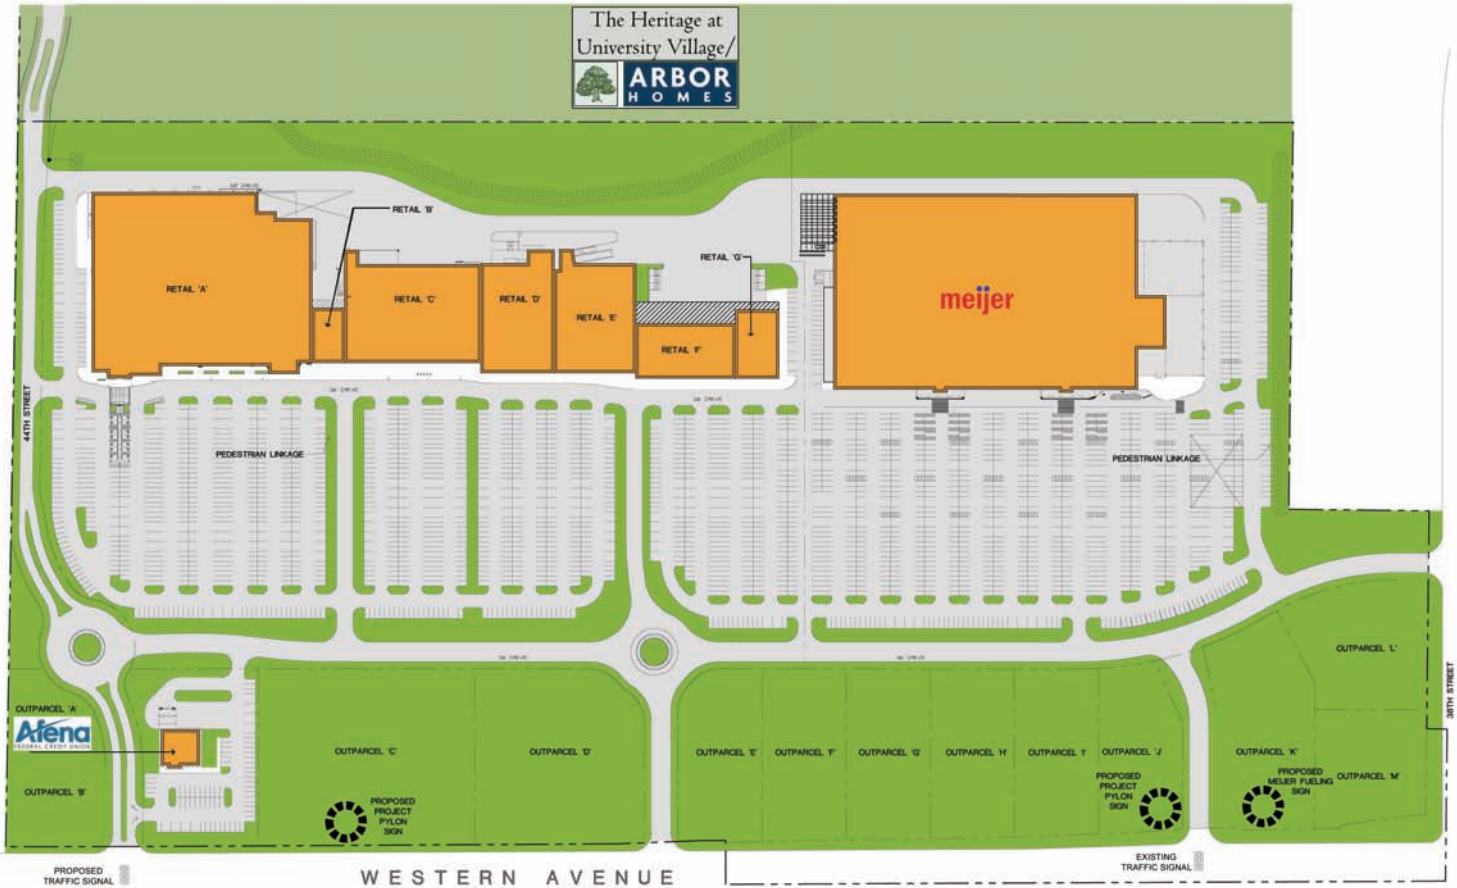 The Heritage at
University Village/
ARBOR
HOMES
RETAIL 'B'
RETAIL 'G'
RETAIL 'A'
RETAIL 'C'
RETAIL 'D'
RETAIL 'E'
RETAIL 'F'
meijer
44TH STREET
PEDESTRIAN LINKAGE
PEDESTRIAN LINKAGE
38TH STREET
OUTPARCEL 'L'
OUTPARCEL 'A'
Afena
FEDERAL CREDIT UNION
OUTPARCEL 'B'
OUTPARCEL 'C'
OUTPARCEL 'D'
OUTPARCEL 'E'
OUTPARCEL 'F'
OUTPARCEL 'G'
OUTPARCEL 'H'
OUTPARCEL 'I'
OUTPARCEL 'J'
OUTPARCEL 'K'
OUTPARCEL 'M'
PROPOSED
PROJECT
PYLON
SIGN
PROPOSED
PROJECT
PYLON
SIGN
PROPOSED
MEIJER FUELING
SIGN
PROPOSED
TRAFFIC SIGNAL
WESTERN AVENUE
EXISTING
TRAFFIC SIGNAL